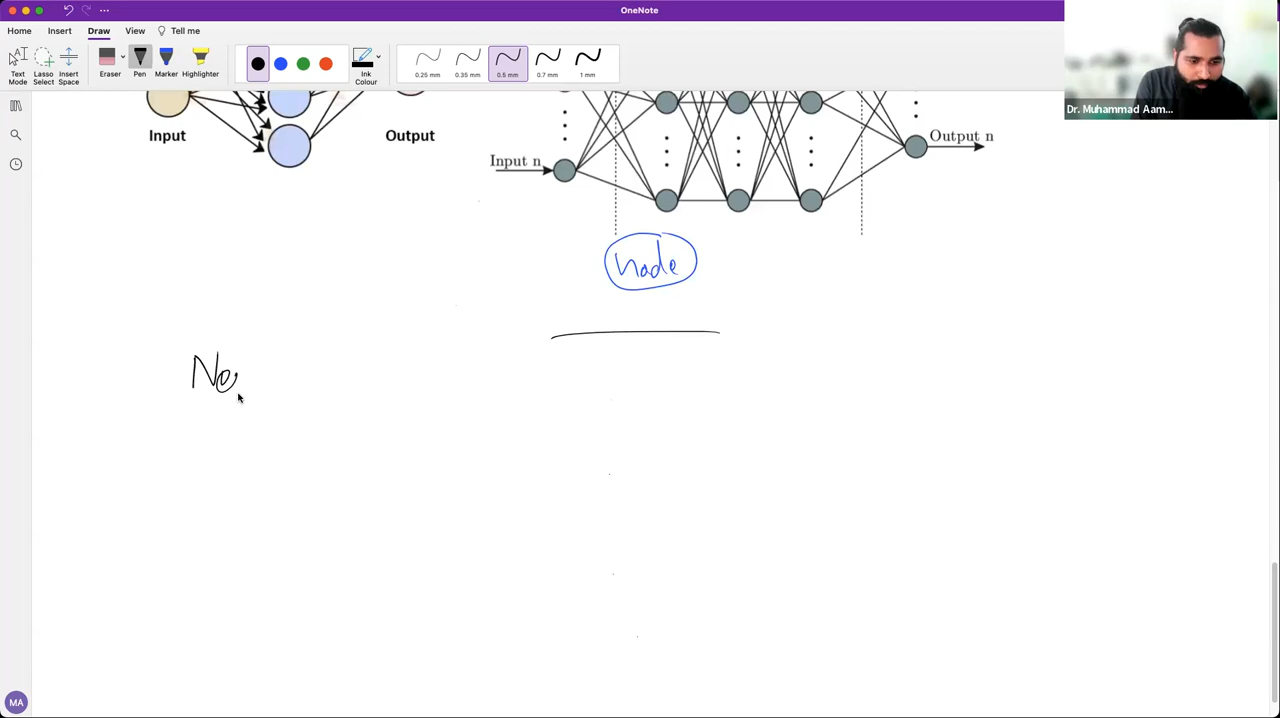 OneNote
Home Insert Draw View Tell me
Text Mode
Lasso Select
Insert Space
Eraser
Pen
Marker
Highlighter
Ink Colour
0.25 mm
0.35 mm
0.5 mm
0.7 mm
1 mm
Dr. Muhammad Aam...
Input
Output
Input n
Output n
node
Ne
MA